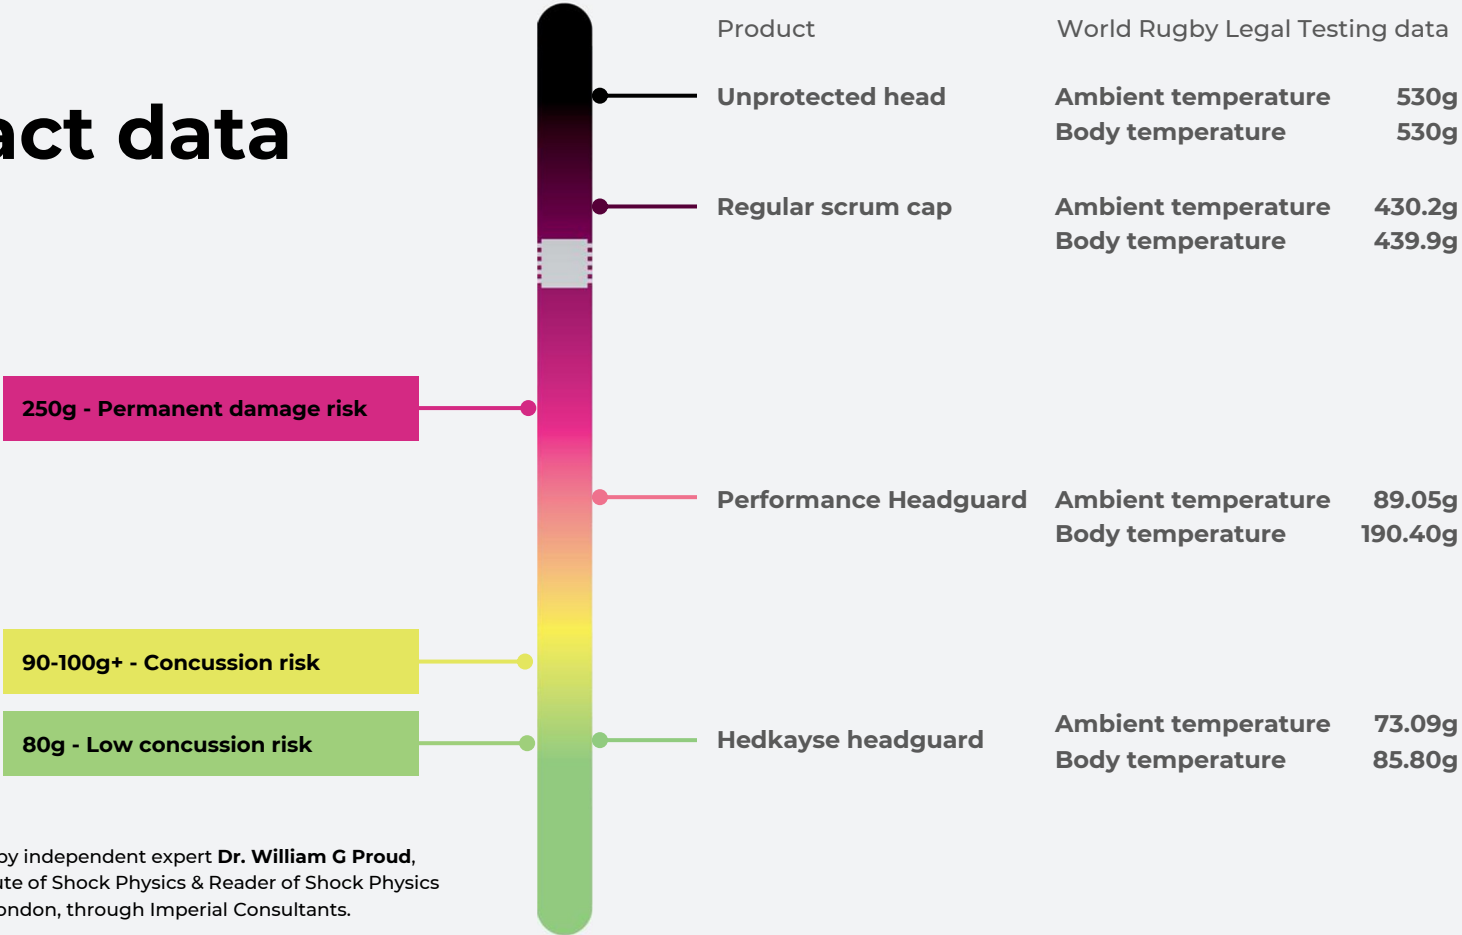 act data
Product World Rugby Legal Testing data
Unprotected head Ambient temperature 530g
Body temperature 530g
Regular scrum cap Ambient temperature 430.2g
Body temperature 439.9g
250g - Permanent damage risk
Performance Headguard Ambient temperature 89.05g
Body temperature 190.40g
90-100g+ - Concussion risk
80g - Low concussion risk
Hedkayse headguard Ambient temperature 73.09g
Body temperature 85.80g
by independent expert Dr. William G Proud,
ute of Shock Physics & Reader of Shock Physics
ondon, through Imperial Consultants.